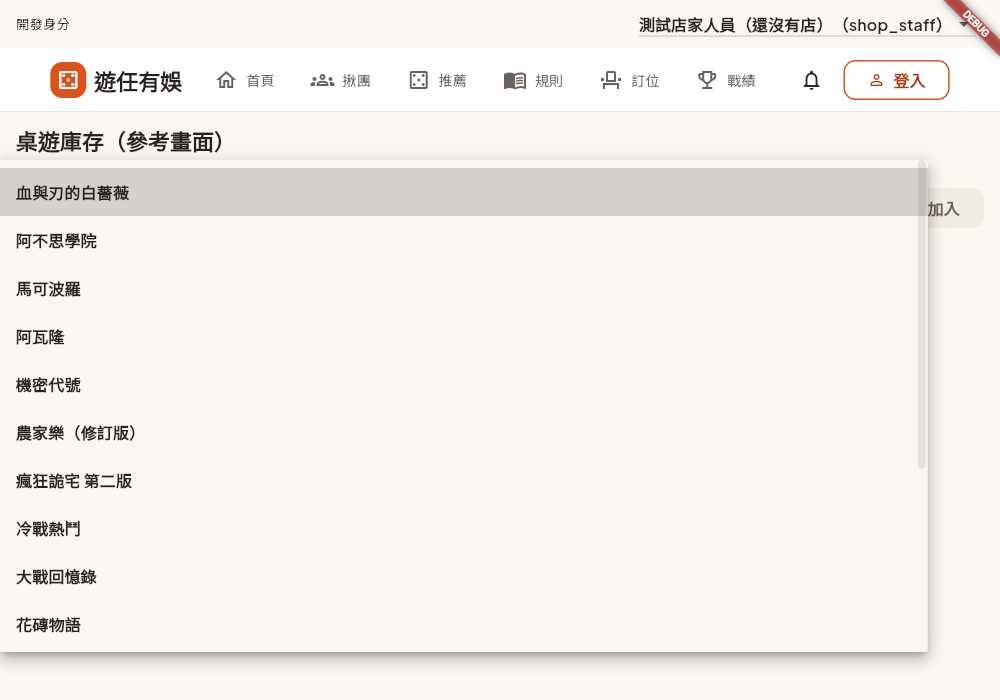 開發身分
測試店家人員（還沒有店）（shop_staff）
DEBUG
遊任有娛
首頁
揪團
推薦
規則
訂位
戰績
登入
桌遊庫存（參考畫面）
血與刃的白薔薇
加入
阿不思學院
馬可波羅
阿瓦隆
機密代號
農家樂（修訂版）
瘋狂詭宅 第二版
冷戰熱鬥
大戰回憶錄
花磚物語